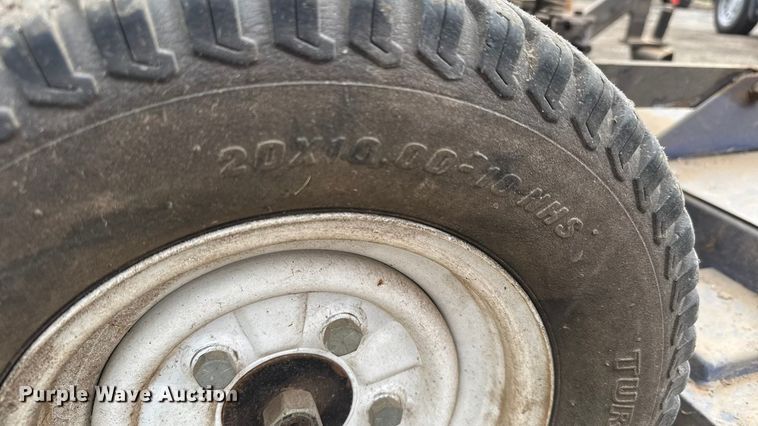 20X10.00-10 NHS
TUR
Purple Wave Auction